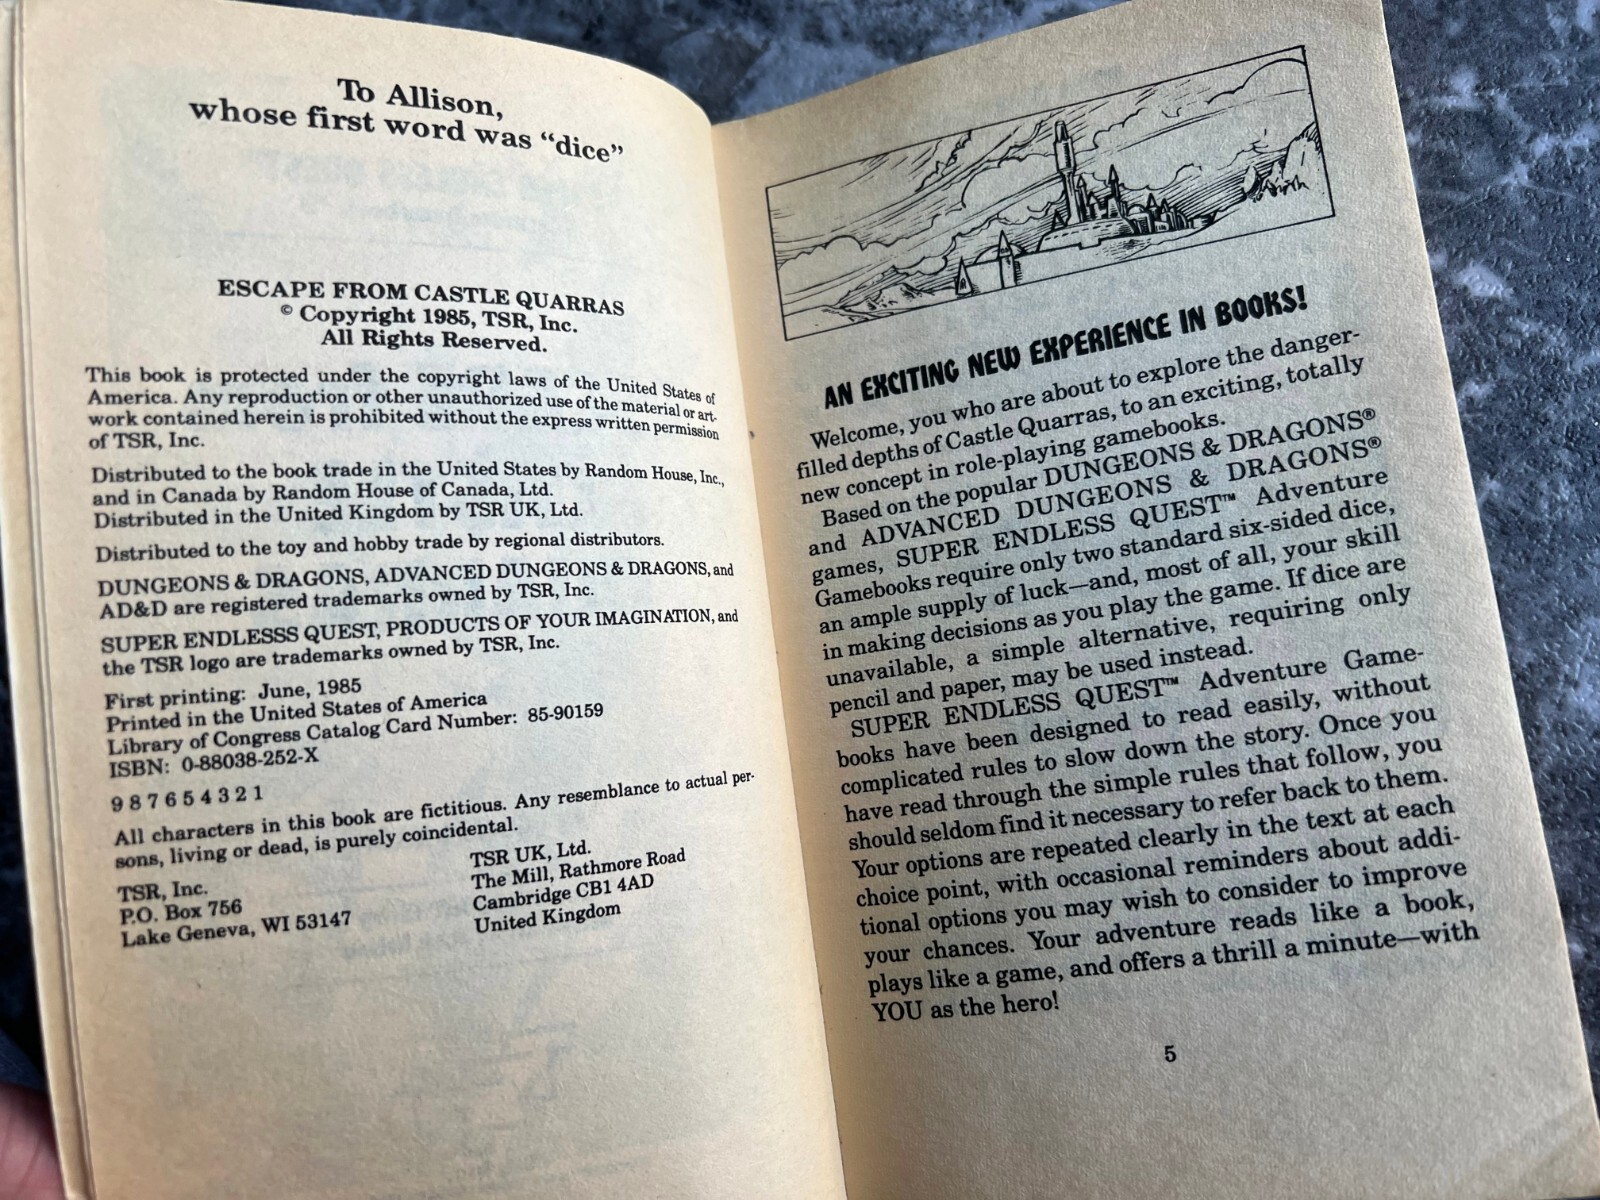 To Allison,
whose first word was “dice”
ESCAPE FROM CASTLE QUARRAS
© Copyright 1985, TSR, Inc.
All Rights Reserved.
This book is protected under the copyright laws of the United States of
America. Any reproduction or other unauthorized use of the material or art-
work contained herein is prohibited without the express written permission
of TSR, Inc.
Distributed to the book trade in the United States by Random House, Inc.,
and in Canada by Random House of Canada, Ltd.
Distributed in the United Kingdom by TSR UK, Ltd.
Distributed to the toy and hobby trade by regional distributors.
DUNGEONS & DRAGONS, ADVANCED DUNGEONS & DRAGONS, and
AD&D are registered trademarks owned by TSR, Inc.
SUPER ENDLESSS QUEST, PRODUCTS OF YOUR IMAGINATION, and
the TSR logo are trademarks owned by TSR, Inc.
First printing: June, 1985
Printed in the United States of America
Library of Congress Catalog Card Number: 85-90159
ISBN: 0-88038-252-X
9 8 7 6 5 4 3 2 1
All characters in this book are fictitious. Any resemblance to actual per-
sons, living or dead, is purely coincidental.
TSR, Inc.
P.O. Box 756
Lake Geneva, WI 53147
TSR UK, Ltd.
The Mill, Rathmore Road
Cambridge CB1 4AD
United Kingdom
AN EXCITING NEW EXPERIENCE IN BOOKS!
Welcome, you who are about to explore the danger-
filled depths of Castle Quarras, to an exciting, totally
new concept in role-playing gamebooks.
Based on the popular DUNGEONS & DRAGONS®
and ADVANCED DUNGEONS & DRAGONS®
games, SUPER ENDLESS QUEST™ Adventure
Gamebooks require only two standard six-sided dice,
an ample supply of luck—and, most of all, your skill
in making decisions as you play the game. If dice are
unavailable, a simple alternative, requiring only
pencil and paper, may be used instead.
SUPER ENDLESS QUEST™ Adventure Game-
books have been designed to read easily, without
complicated rules to slow down the story. Once you
have read through the simple rules that follow, you
should seldom find it necessary to refer back to them.
Your options are repeated clearly in the text at each
choice point, with occasional reminders about addi-
tional options you may wish to consider to improve
your chances. Your adventure reads like a book,
plays like a game, and offers a thrill a minute—with
YOU as the hero!
5